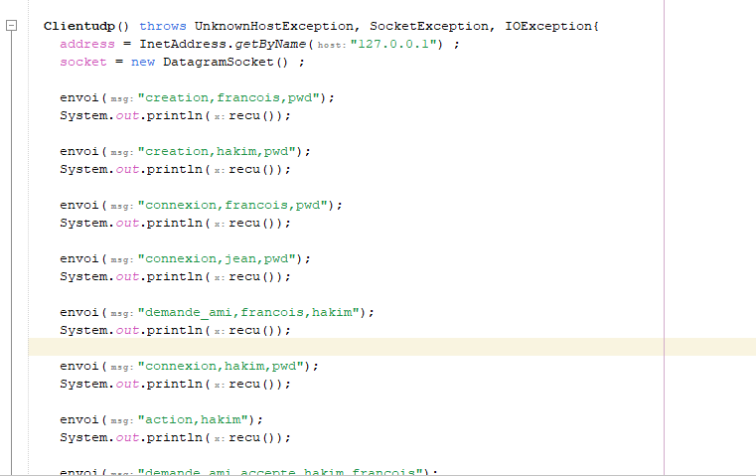 Clientudp() throws UnknownHostException, SocketException, IOException{
address = InetAddress.getByName( host: "127.0.0.1") ;
socket = new DatagramSocket() ;
envoi( msg: "creation,francois,pwd");
System.out.println( x: recu());
envoi( msg: "creation,hakim,pwd");
System.out.println( x: recu());
envoi( msg: "connexion,francois,pwd");
System.out.println( x: recu());
envoi( msg: "connexion,jean,pwd");
System.out.println( x: recu());
envoi( msg: "demande_ami,francois,hakim");
System.out.println( x: recu());
envoi( msg: "connexion,hakim,pwd");
System.out.println( x: recu());
envoi( msg: "action,hakim");
System.out.println( x: recu());
envoi( msg: "demande_ami_accepte,hakim,francois");